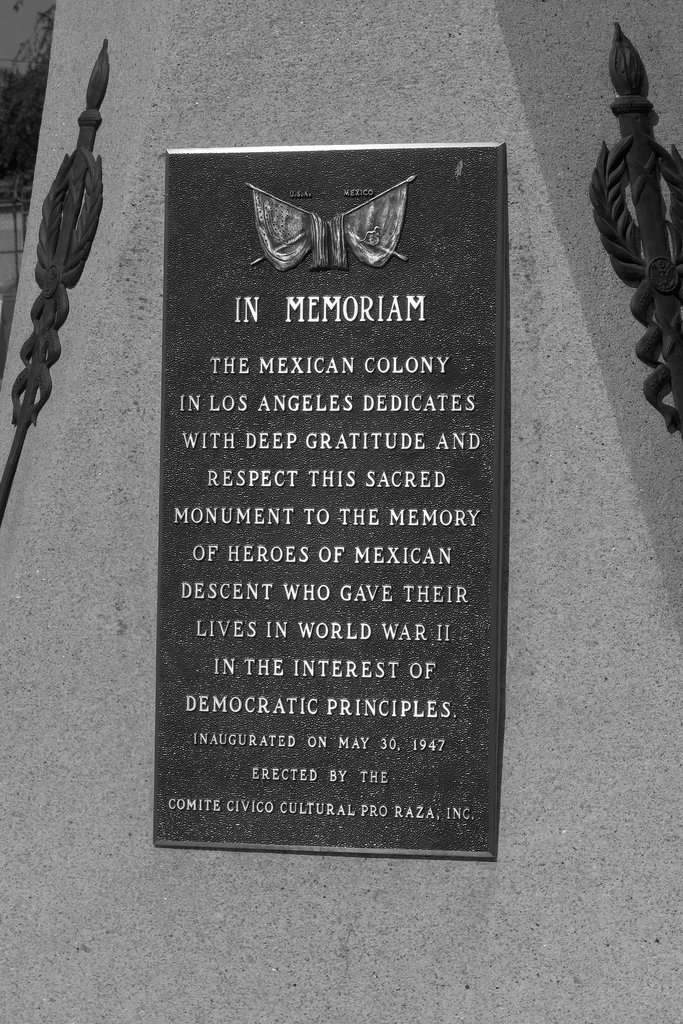 U.S.A. MEXICO
IN MEMORIAM
THE MEXICAN COLONY
IN LOS ANGELES DEDICATES
WITH DEEP GRATITUDE AND
RESPECT THIS SACRED
MONUMENT TO THE MEMORY
OF HEROES OF MEXICAN
DESCENT WHO GAVE THEIR
LIVES IN WORLD WAR II
IN THE INTEREST OF
DEMOCRATIC PRINCIPLES.
INAUGURATED ON MAY 30, 1947
ERECTED BY THE
COMITE CIVICO CULTURAL PRO RAZA, INC.